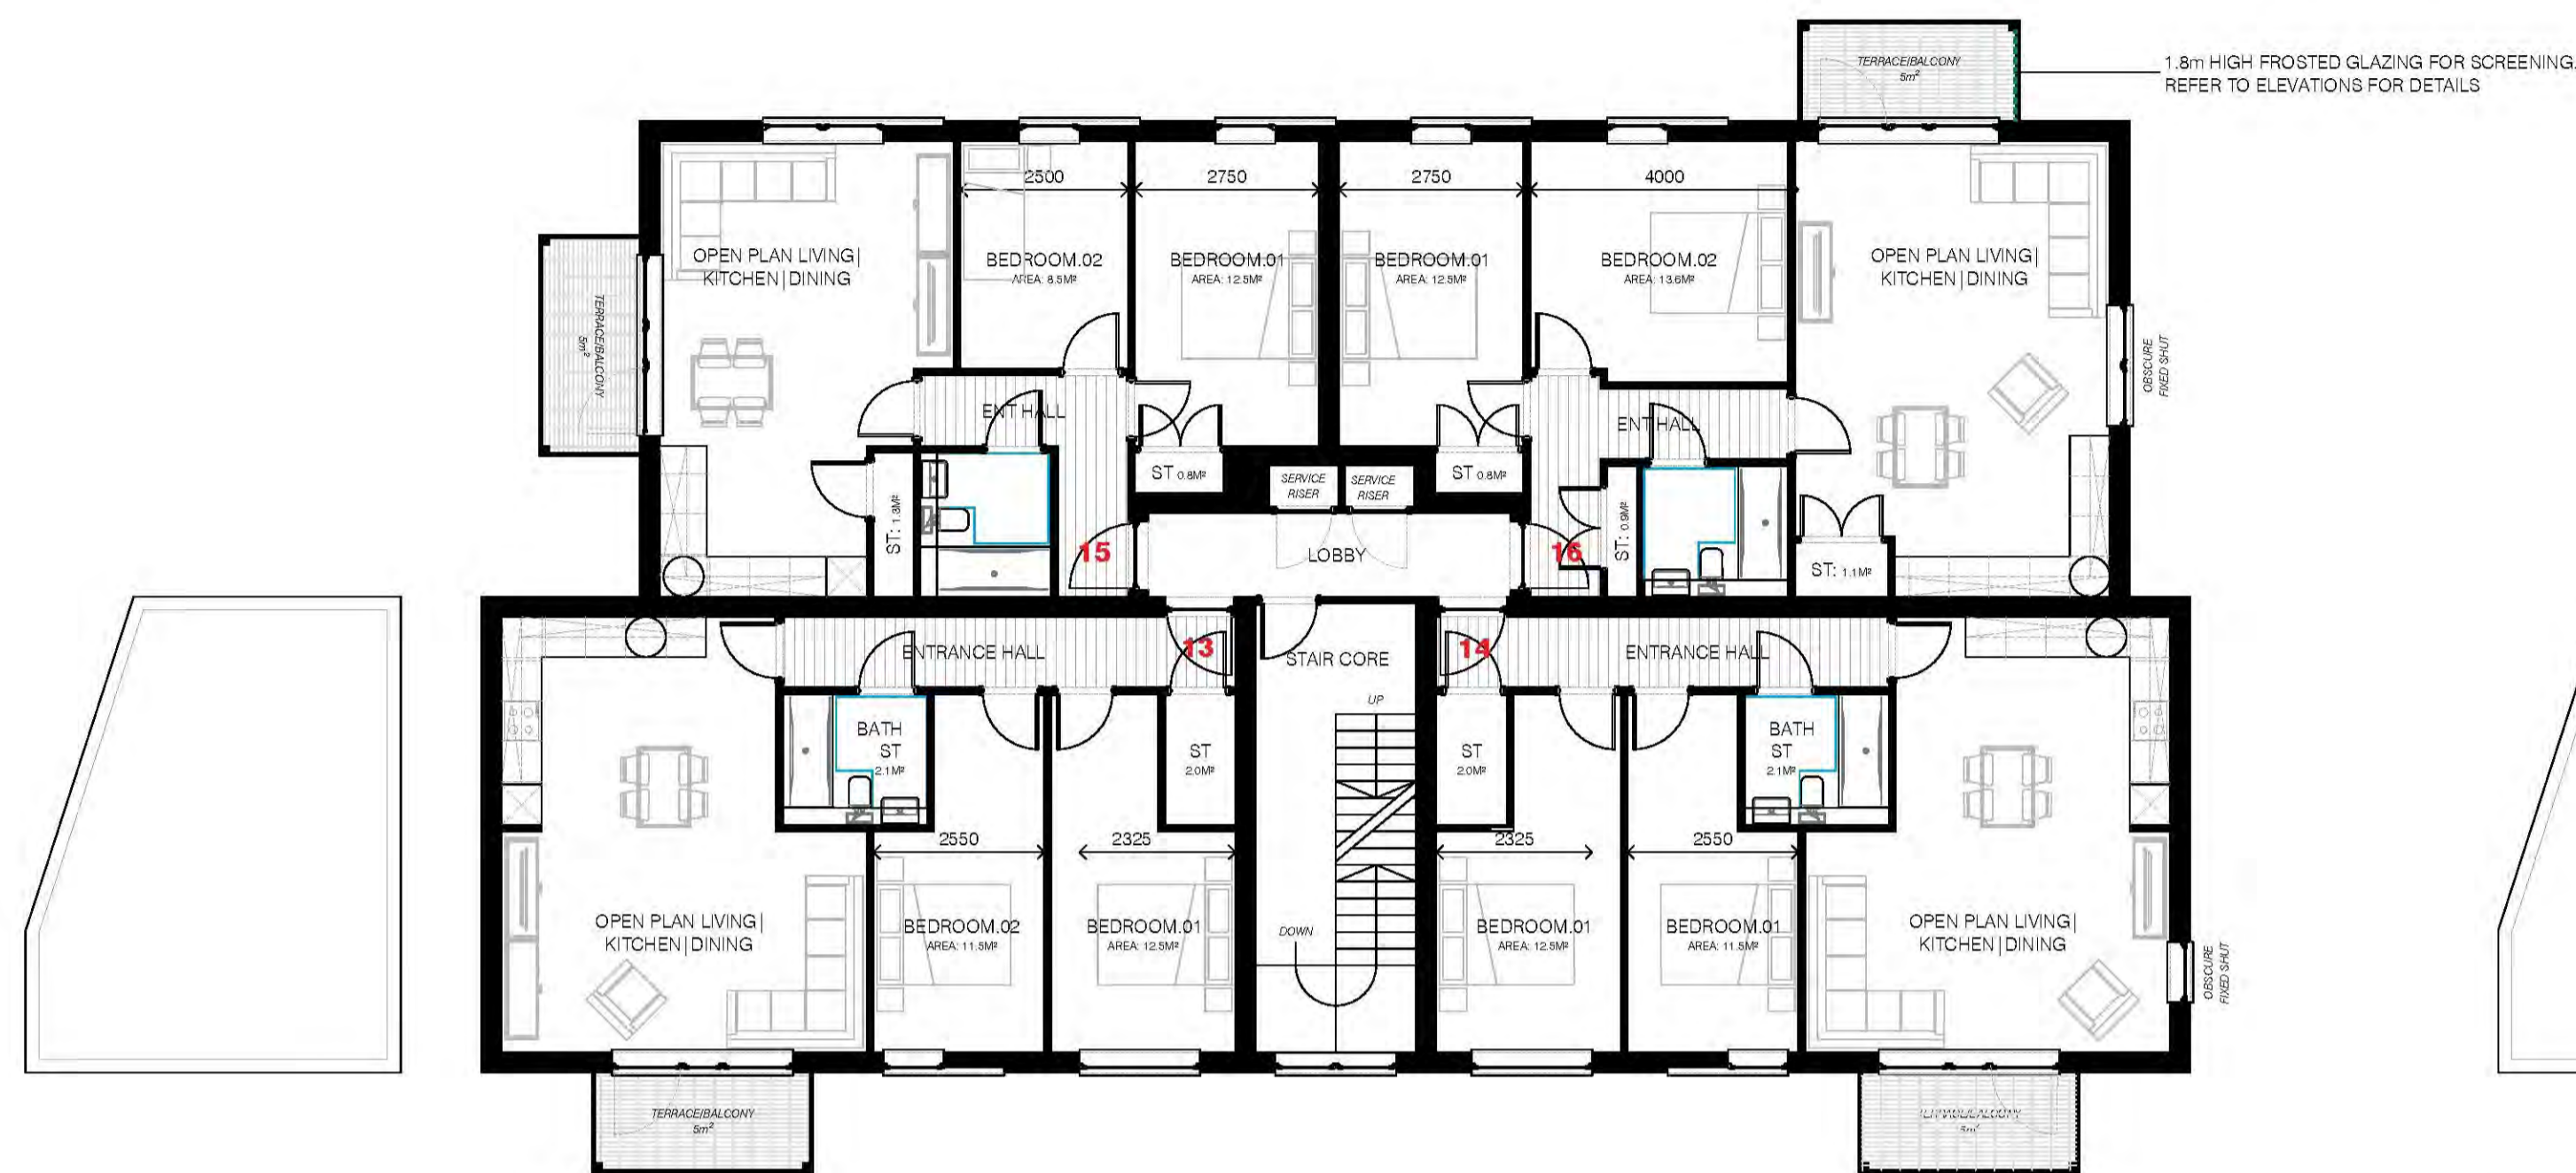 TERRACE/BALCONY
5m²
1.8m HIGH FROSTED GLAZING FOR SCREENING.
REFER TO ELEVATIONS FOR DETAILS
2500
2750
2750
4000
OPEN PLAN LIVING|
KITCHEN|DINING
BEDROOM.02
AREA: 8.5M²
BEDROOM.01
AREA: 12.5M²
BEDROOM.01
AREA: 12.5M²
BEDROOM.02
AREA: 13.6M²
OPEN PLAN LIVING|
KITCHEN|DINING
TERRACE/BALCONY
5m²
OBSCURE
FIXED SHUT
ENT HALL
ENT HALL
ST 0.8M²
SERVICE
RISER
SERVICE
RISER
ST 0.8M²
ST: 1.3M²
15
LOBBY
16
ST: 0.9M²
ST: 1.1M²
ENTRANCE HALL
13
STAIR CORE
14
ENTRANCE HALL
UP
BATH
ST
2.1M²
ST
2.0M²
ST
2.0M²
BATH
ST
2.1M²
2550
2325
2325
2550
OPEN PLAN LIVING|
KITCHEN|DINING
BEDROOM.02
AREA: 11.5M²
BEDROOM.01
AREA: 12.5M²
DOWN
BEDROOM.01
AREA: 12.5M²
BEDROOM.01
AREA: 11.5M²
OPEN PLAN LIVING|
KITCHEN|DINING
OBSCURE
FIXED SHUT
TERRACE/BALCONY
5m²
TERRACE/BALCONY
5m²